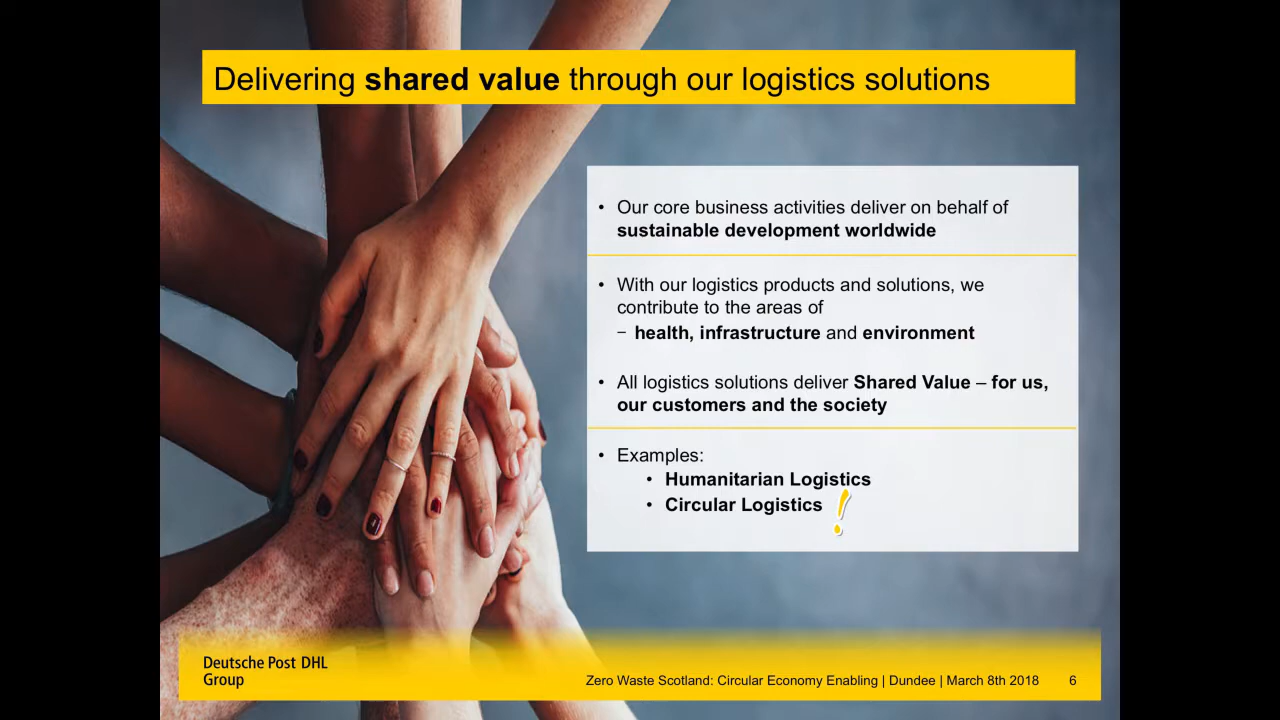 Delivering shared value through our logistics solutions
• Our core business activities deliver on behalf of
sustainable development worldwide
• With our logistics products and solutions, we
contribute to the areas of
− health, infrastructure and environment
• All logistics solutions deliver Shared Value – for us,
our customers and the society
• Examples:
• Humanitarian Logistics
• Circular Logistics !
Deutsche Post DHL
Group
Zero Waste Scotland: Circular Economy Enabling | Dundee | March 8th 2018 6